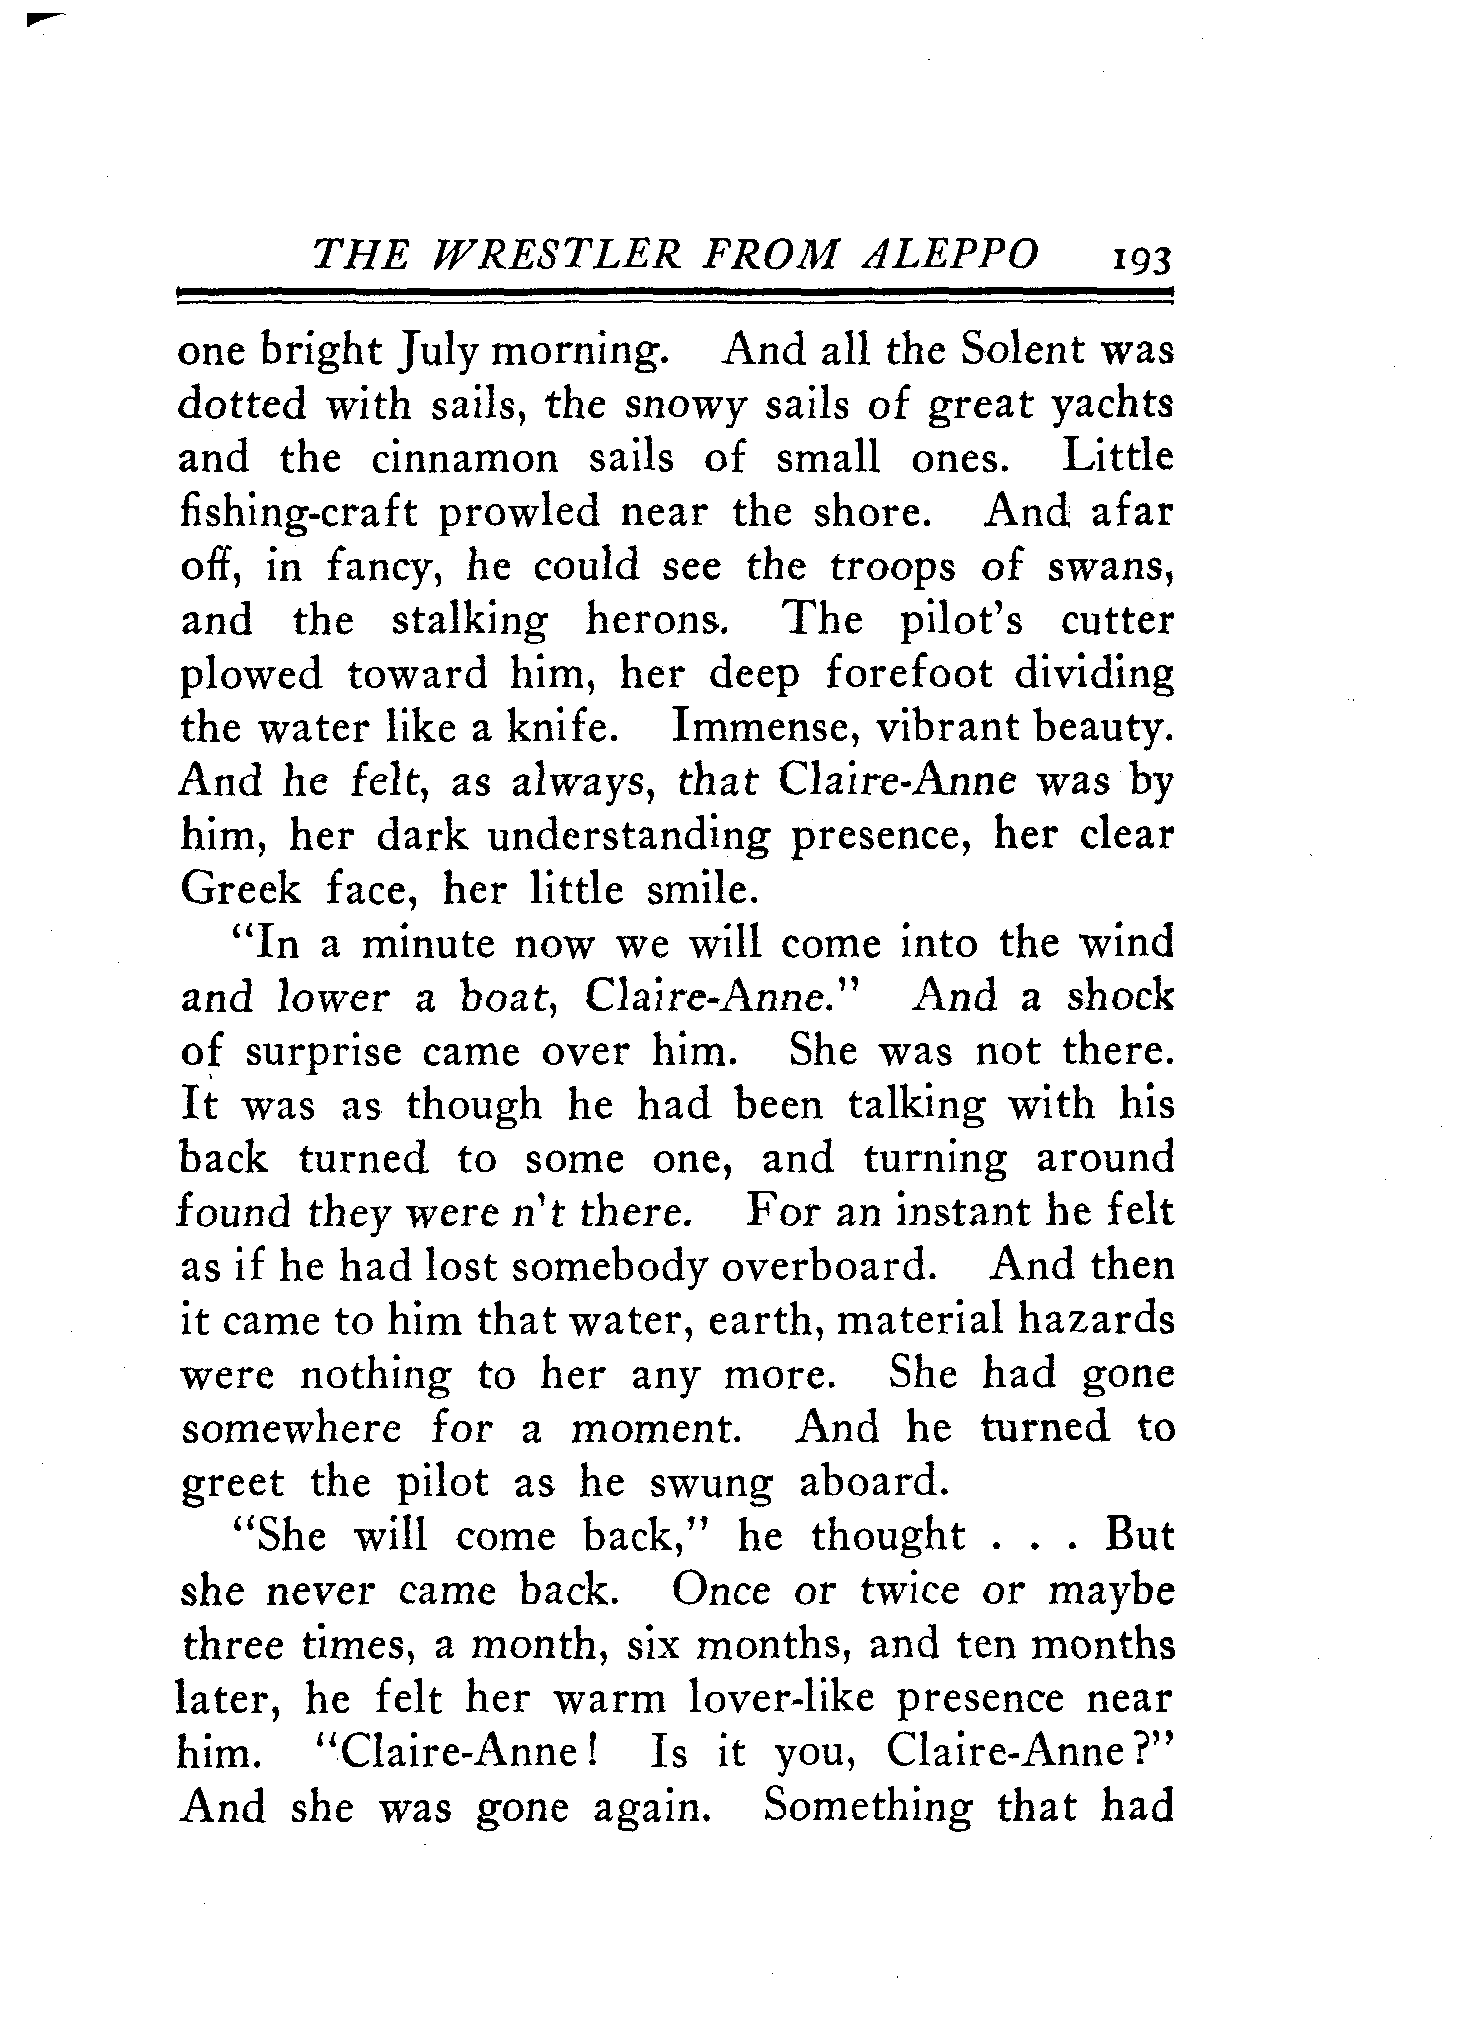 THE WRESTLER FROM ALEPPO 193
one bright July morning. And all the Solent was
dotted with sails, the snowy sails of great yachts
and the cinnamon sails of small ones. Little
fishing-craft prowled near the shore. And afar
off, in fancy, he could see the troops of swans,
and the stalking herons. The pilot's cutter
plowed toward him, her deep forefoot dividing
the water like a knife. Immense, vibrant beauty.
And he felt, as always, that Claire-Anne was by
him, her dark understanding presence, her clear
Greek face, her little smile.
"In a minute now we will come into the wind
and lower a boat, Claire-Anne." And a shock
of surprise came over him. She was not there.
It was as though he had been talking with his
back turned to some one, and turning around
found they were n't there. For an instant he felt
as if he had lost somebody overboard. And then
it came to him that water, earth, material hazards
were nothing to her any more. She had gone
somewhere for a moment. And he turned to
greet the pilot as he swung aboard.
"She will come back," he thought . . . But
she never came back. Once or twice or maybe
three times, a month, six months, and ten months
later, he felt her warm lover-like presence near
him. "Claire-Anne! Is it you, Claire-Anne?"
And she was gone again. Something that had